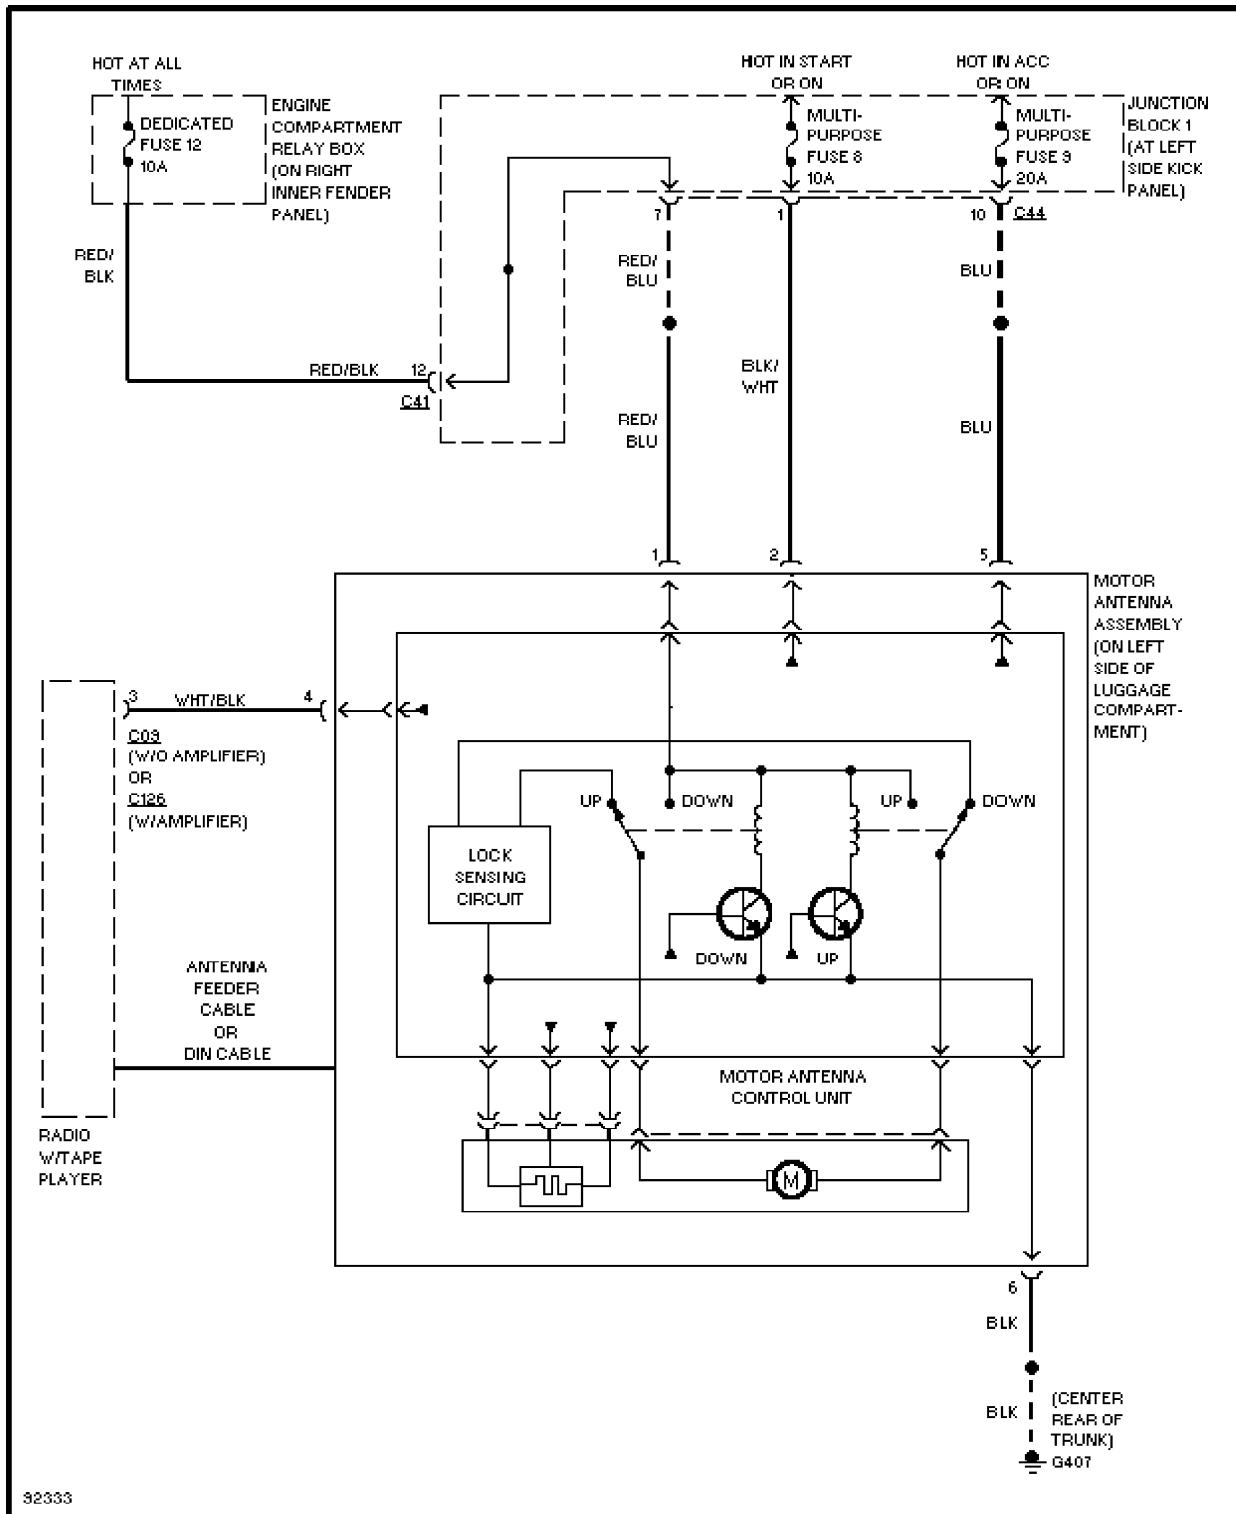 HOT AT ALL
TIMES
DEDICATED
FUSE 12
10A
ENGINE
COMPARTMENT
RELAY BOX
(ON RIGHT
INNER FENDER
PANEL)
HOT IN START
OR ON
MULTI-
PURPOSE
FUSE 8
10A
HOT IN ACC
OR ON
MULTI-
PURPOSE
FUSE 9
20A
JUNCTION
BLOCK 1
(AT LEFT
SIDE KICK
PANEL)
7
1
10
C44
RED/
BLK
RED/
BLU
BLU
RED/BLK
12
C41
BLK/
WHT
RED/
BLU
BLU
1
2
5
MOTOR
ANTENNA
ASSEMBLY
(ON LEFT
SIDE OF
LUGGAGE
COMPART-
MENT)
3
WHT/BLK
4
C09
(W/O AMPLIFIER)
OR
C126
(W/AMPLIFIER)
UP
DOWN
UP
DOWN
LOCK
SENSING
CIRCUIT
DOWN
UP
ANTENNA
FEEDER
CABLE
OR
DIN CABLE
MOTOR ANTENNA
CONTROL UNIT
RADIO
W/TAPE
PLAYER
M
6
BLK
BLK
(CENTER
REAR OF
TRUNK)
G407
92333